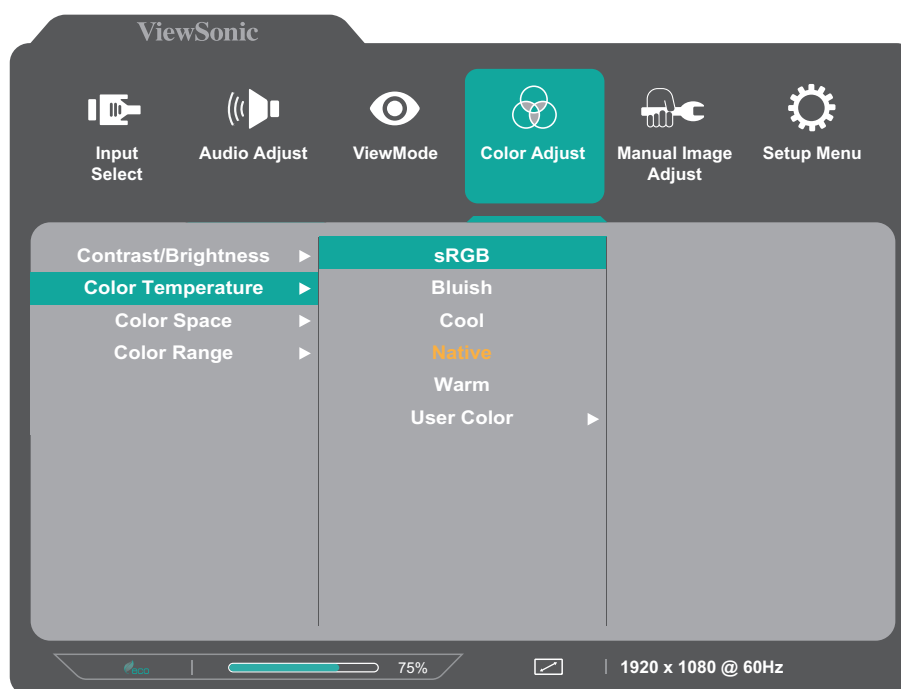 ViewSonic
Input
Select
Audio Adjust
ViewMode
Color Adjust
Manual Image
Adjust
Setup Menu
Contrast/Brightness
Color Temperature
Color Space
Color Range
sRGB
Bluish
Cool
Native
Warm
User Color
eco
75%
1920 x 1080 @ 60Hz